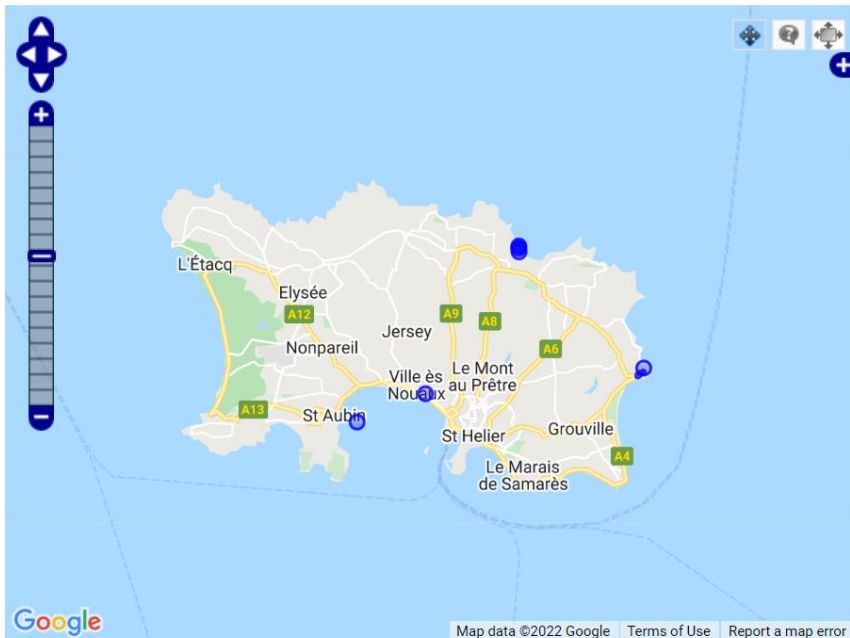 L'Étacq
Elysée
A12
A9
A8
Jersey
Nonpareil
A6
Le Mont
au Prêtre
Ville ès
Nouaux
A13
St Aubin
St Helier
Grouville
A4
Le Marais
de Samarès
Google
Map data ©2022 Google
Terms of Use
Report a map error